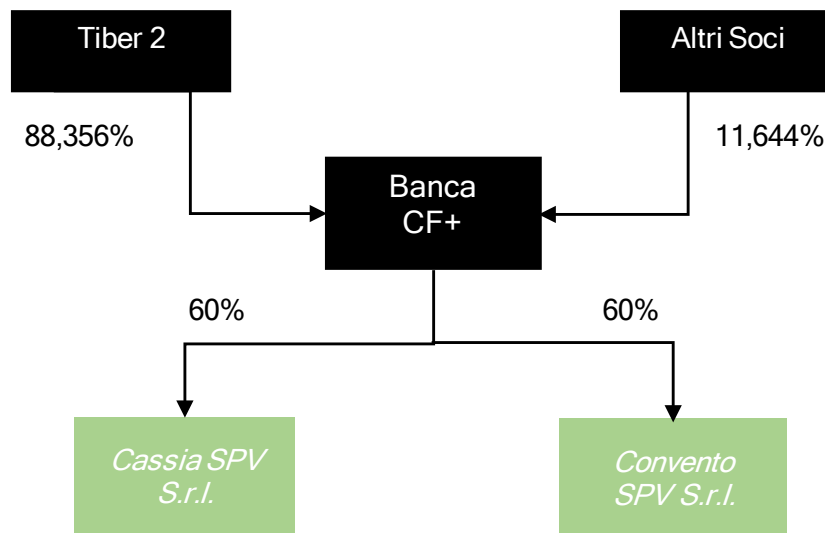 Tiber 2
Altri Soci
88,356%
11,644%
Banca
CF+
60%
60%
Cassia SPV
S.r.l.
Convento
SPV S.r.l.